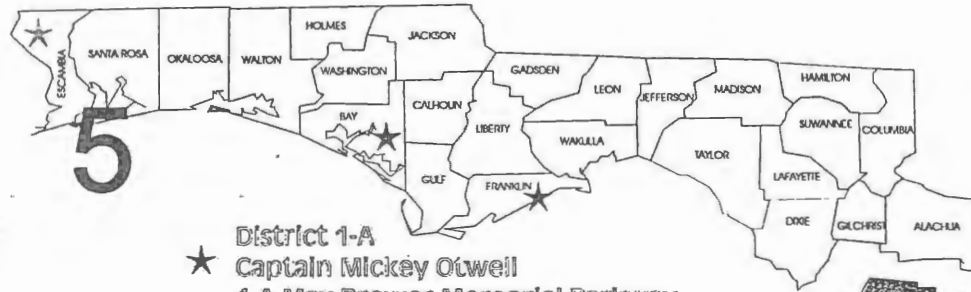 HOLMES
JACKSON
ESCAMBIA
SANTA ROSA
OKALOOSA
WALTON
WASHINGTON
GADSDEN
LEON
JEFFERSON
MADISON
HAMILTON
BAY
CALHOUN
LIBERTY
WAKULLA
TAYLOR
SUWANNEE
COLUMBIA
5
GULF
FRANKLIN
LAFAYETTE
DIXIE
GILCHRIST
ALACHUA
District 1-A
Captain Mickey Otwell